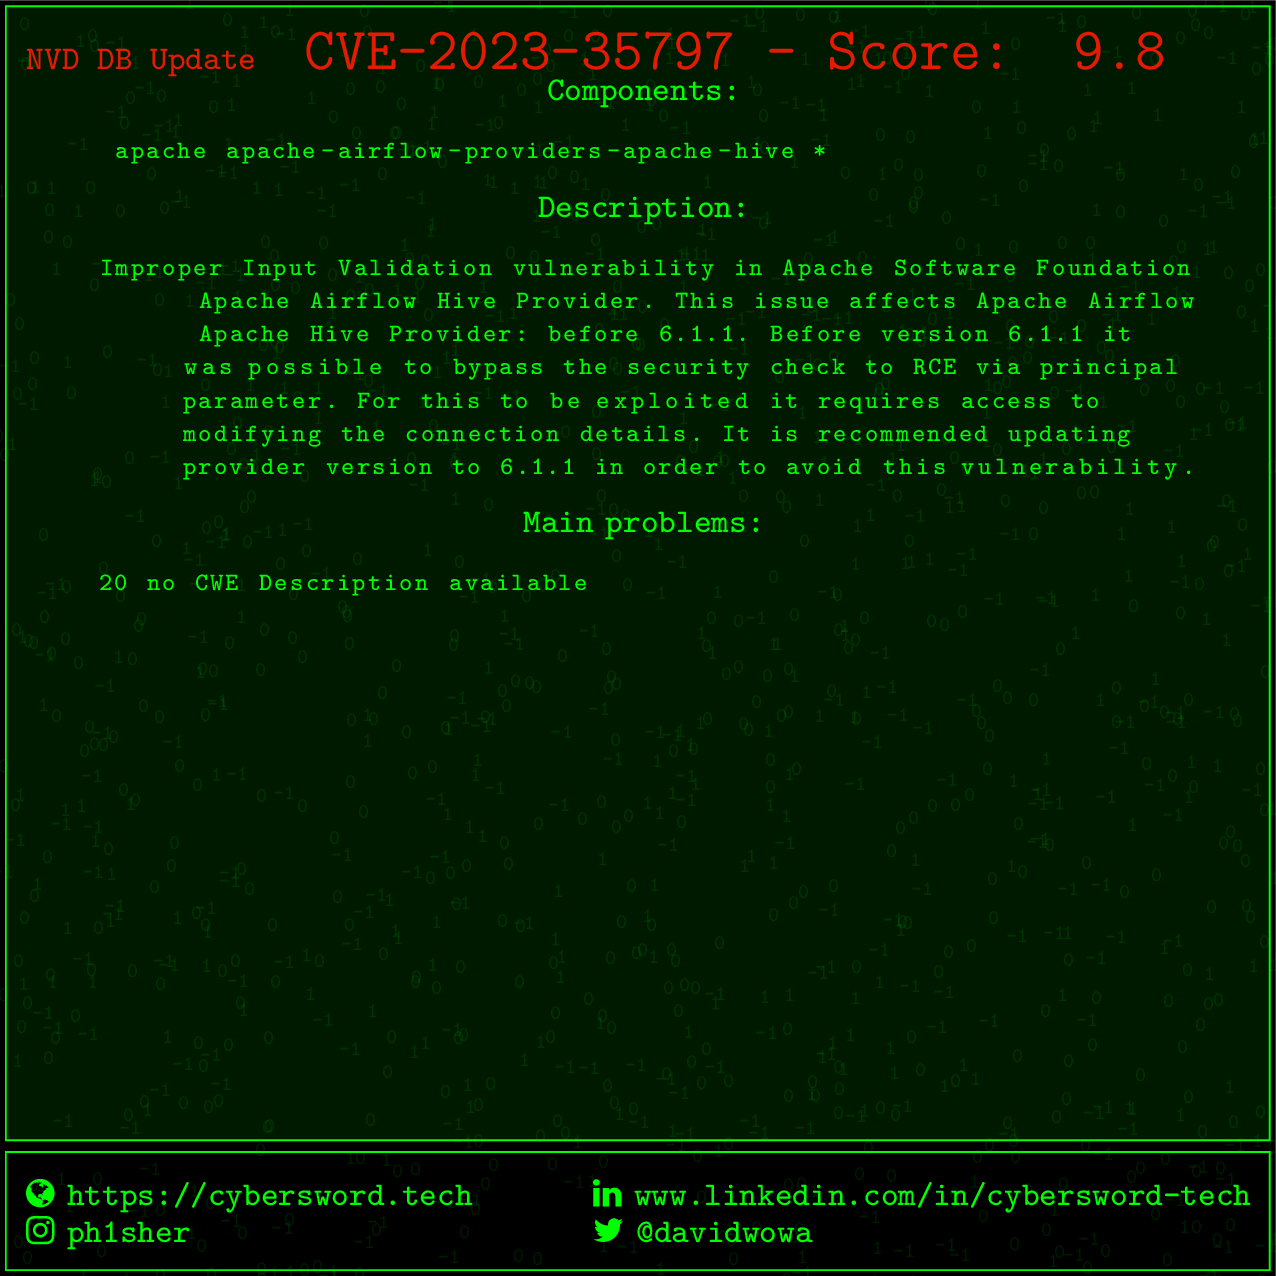 NVD DB Update CVE-2023-35797 - Score: 9.8
Components:
apache apache-airflow-providers-apache-hive *
Description:
Improper Input Validation vulnerability in Apache Software Foundation
Apache Airflow Hive Provider. This issue affects Apache Airflow
Apache Hive Provider: before 6.1.1. Before version 6.1.1 it
was possible to bypass the security check to RCE via principal
parameter. For this to be exploited it requires access to
modifying the connection details. It is recommended updating
provider version to 6.1.1 in order to avoid this vulnerability.
Main problems:
20 no CWE Description available
https://cybersword.tech
www.linkedin.com/in/cybersword-tech
ph1sher
@davidwowa